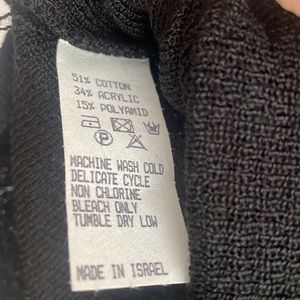 51% COTTON
34% ACRYLIC
15% POLYAMID
P
MACHINE WASH COLD
DELICATE CYCLE
NON CHLORINE
BLEACH ONLY
TUMBLE DRY LOW
MADE IN ISRAEL